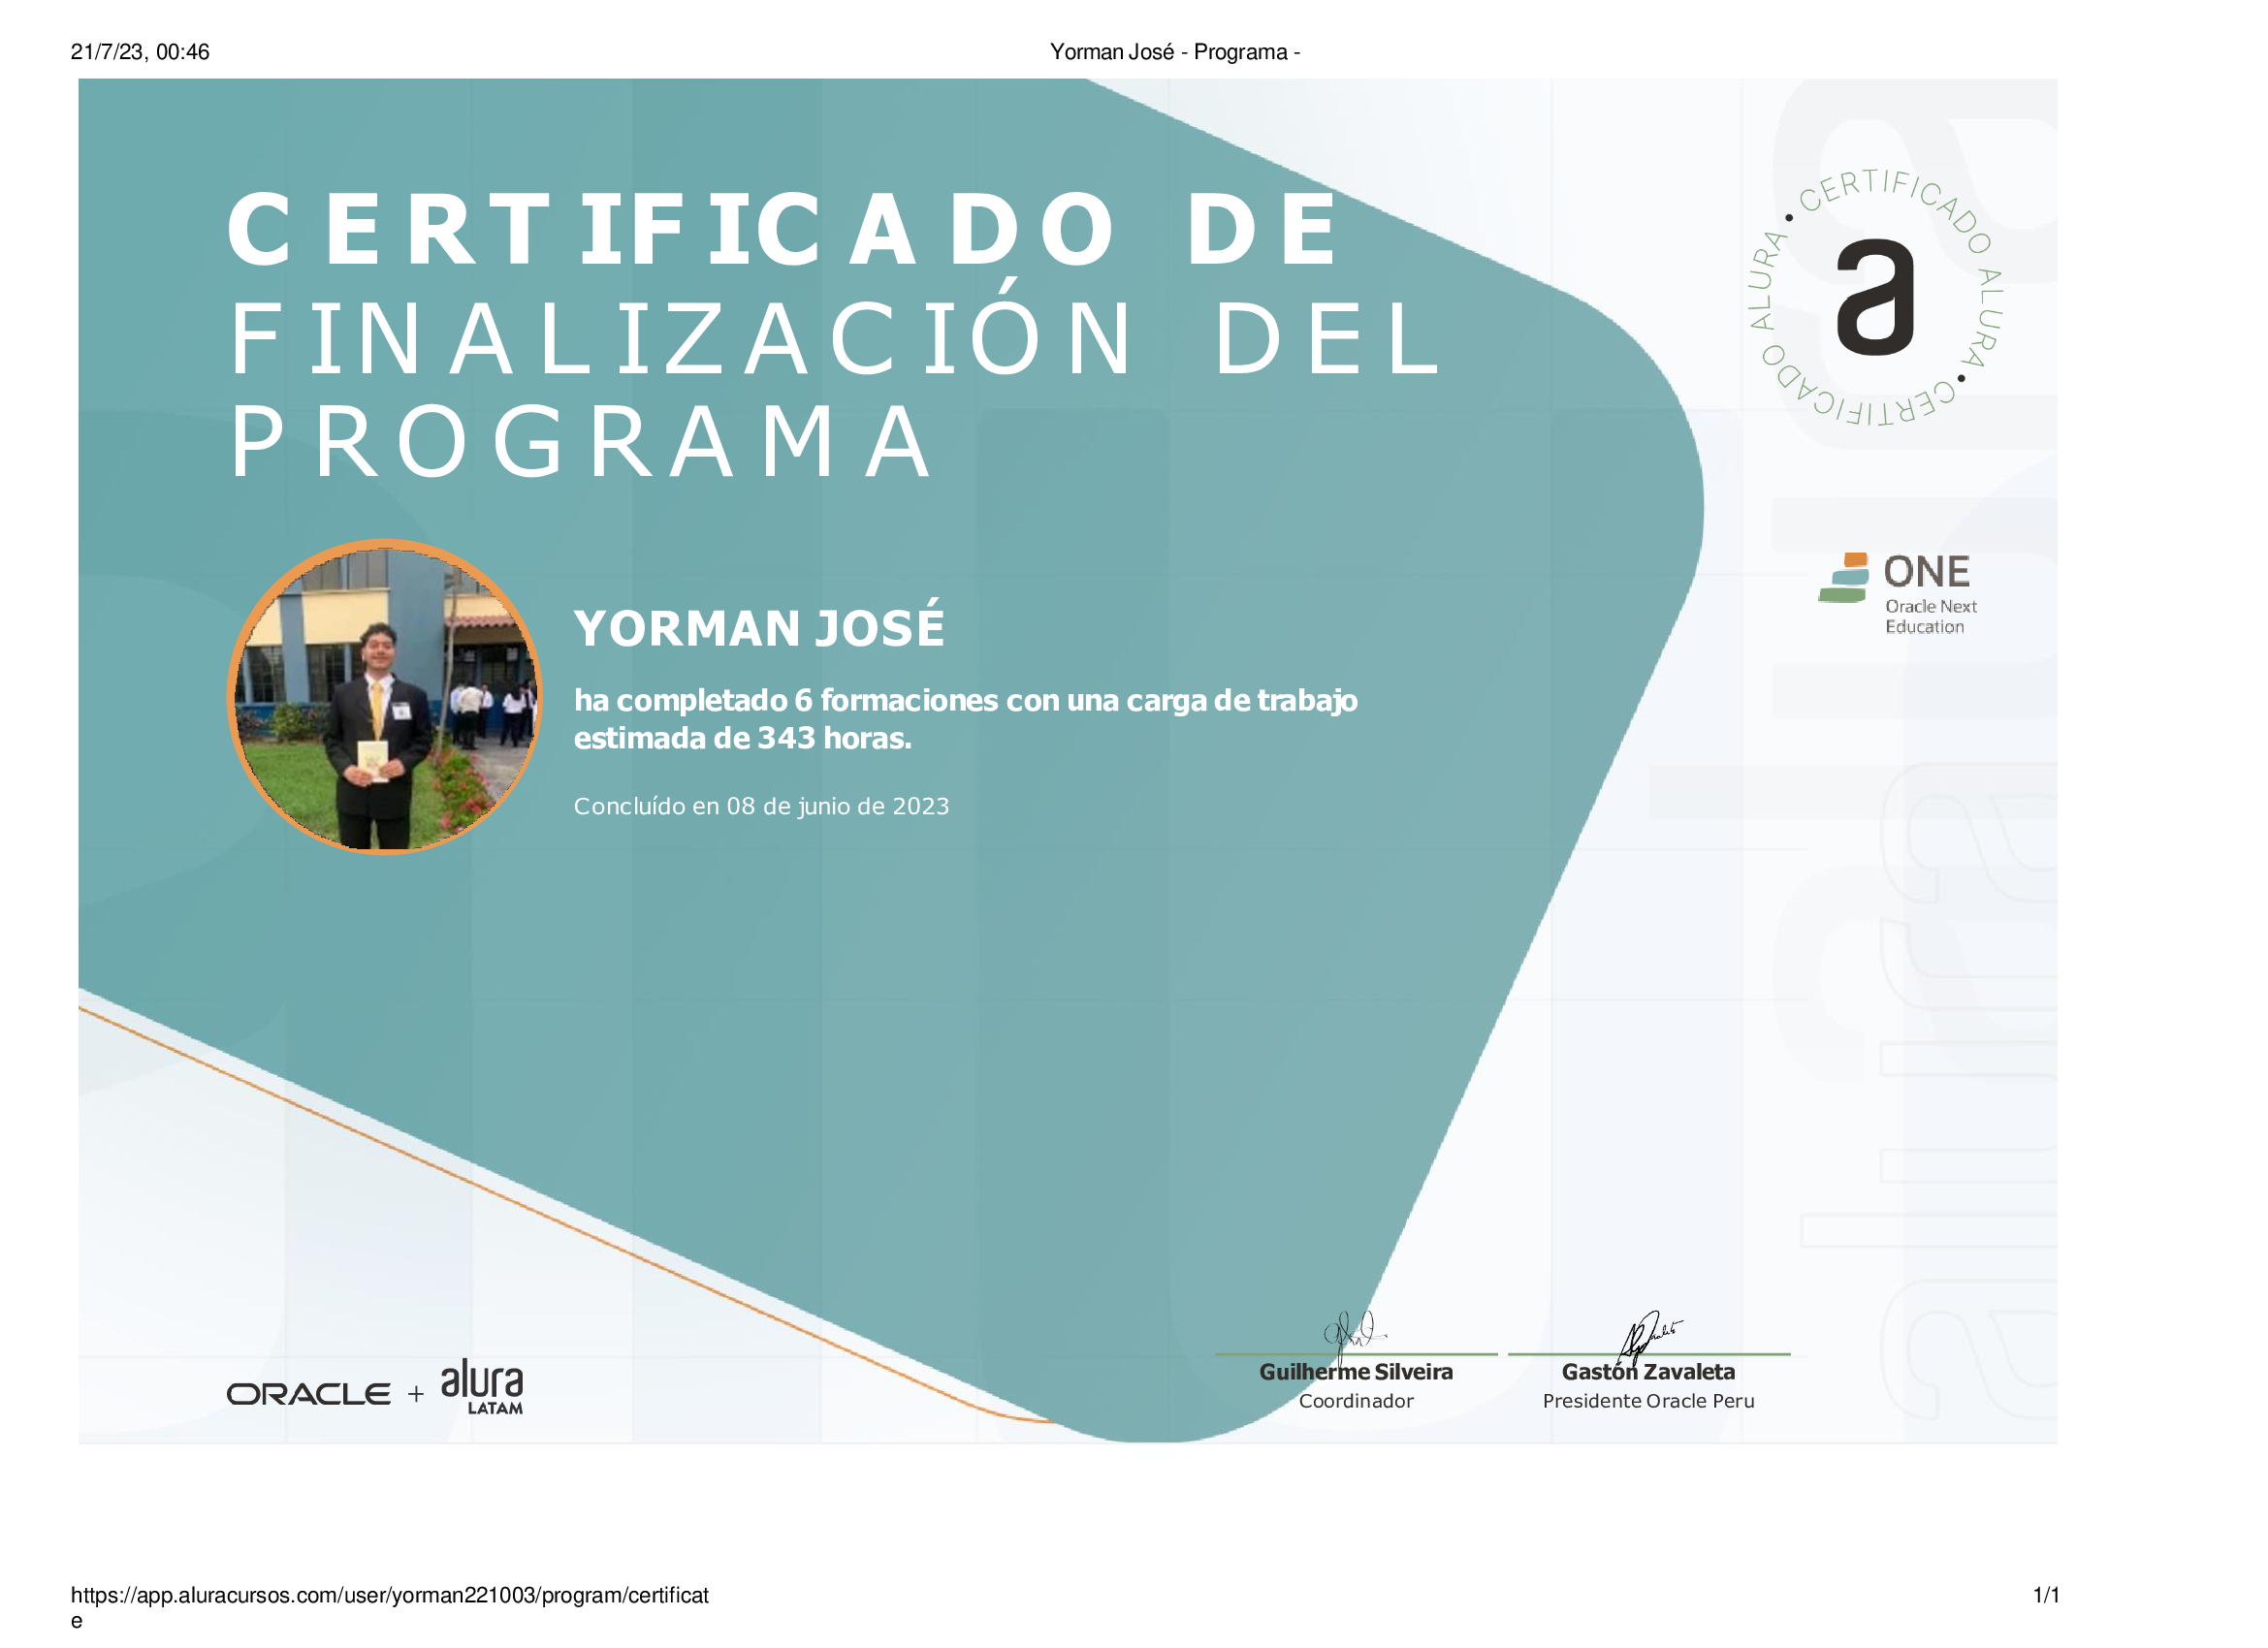 21/7/23, 00:46
Yorman José - Programa -
CERTIFICADO DE
FINALIZACIÓN DEL
PROGRAMA
CERTIFICADO ALURA • CERTIFICADO ALURA •
a
ONE
Oracle Next
Education
YORMAN JOSÉ
ha completado 6 formaciones con una carga de trabajo
estimada de 343 horas.
Concluído en 08 de junio de 2023
alura
alura
ORACLE + alura
LATAM
Guilherme Silveira
Coordinador
Gastón Zavaleta
Presidente Oracle Peru
https://app.aluracursos.com/user/yorman221003/program/certificat
e
1/1